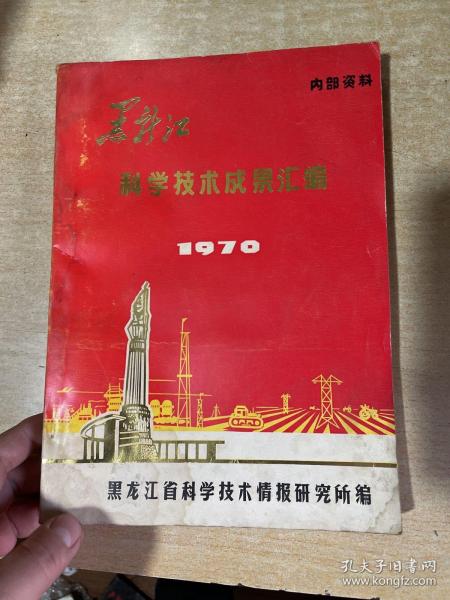 内部资料
黑龙江
科学技术成果汇编
1970
黑龙江省科学技术情报研究所编
孔夫子旧书网
www.kongfz.com